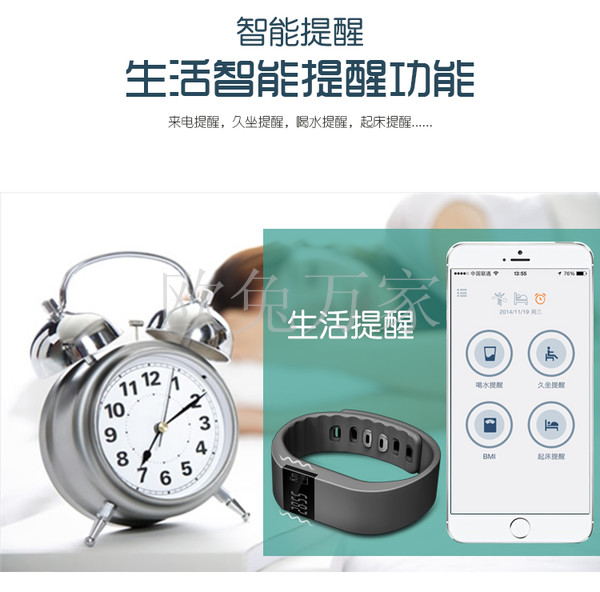 智能提醒
生活智能提醒功能
来电提醒，久坐提醒，喝水提醒，起床提醒......
欧兔万家
生活提醒
中国联通
13:55
76%
2014/11/19 周三
喝水提醒
久坐提醒
BMI
起床提醒
12
1
2
3
4
5
6
7
8
9
10
11